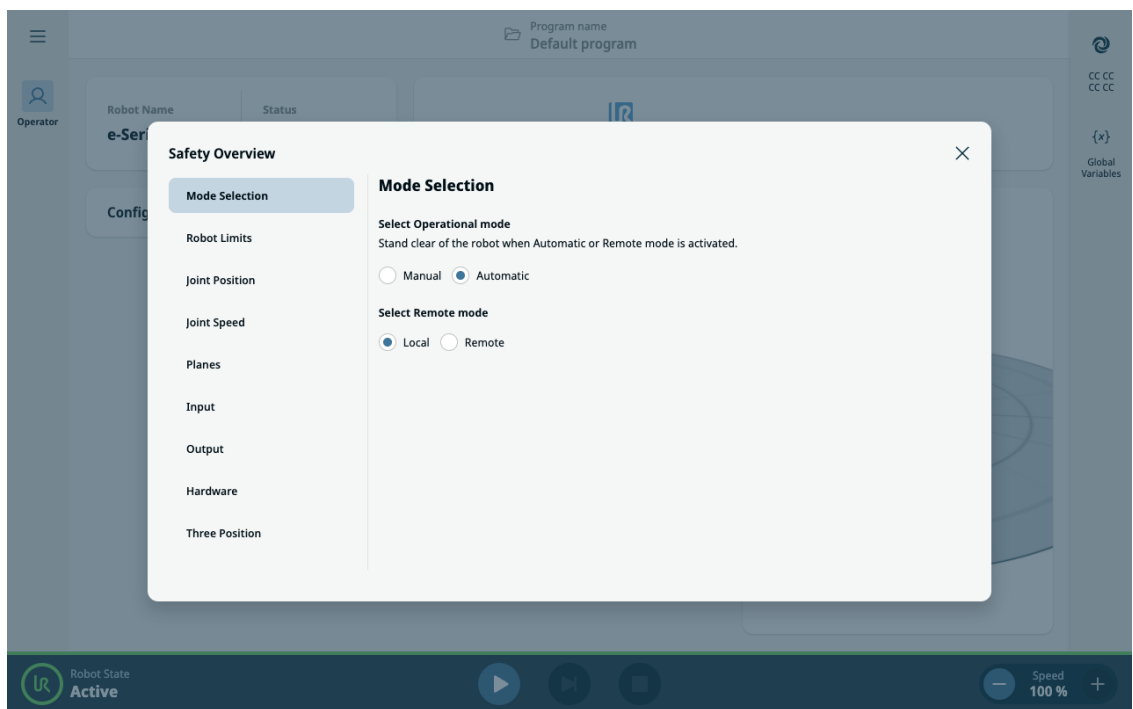 Program name
Default program
Operator
Robot Name
Status
e-Seri
Config
CC CC
CC CC
{x}
Global
Variables
Safety Overview
Mode Selection
Robot Limits
Joint Position
Joint Speed
Planes
Input
Output
Hardware
Three Position
Mode Selection
Select Operational mode
Stand clear of the robot when Automatic or Remote mode is activated.
Manual Automatic
Select Remote mode
Local Remote
Robot State
Active
Speed
100 %